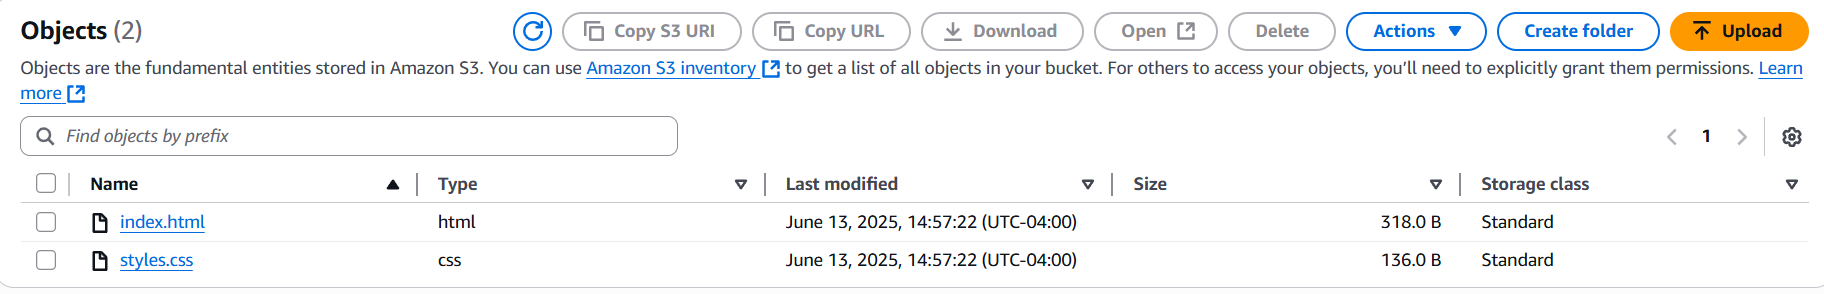 Objects (2)
Copy S3 URI
Copy URL
Download
Open
Delete
Actions
Create folder
Upload
Objects are the fundamental entities stored in Amazon S3. You can use Amazon S3 inventory to get a list of all objects in your bucket. For others to access your objects, you’ll need to explicitly grant them permissions. Learn
more
Find objects by prefix
1
Name Type Last modified Size Storage class
index.html html June 13, 2025, 14:57:22 (UTC-04:00) 318.0 B Standard
styles.css css June 13, 2025, 14:57:22 (UTC-04:00) 136.0 B Standard